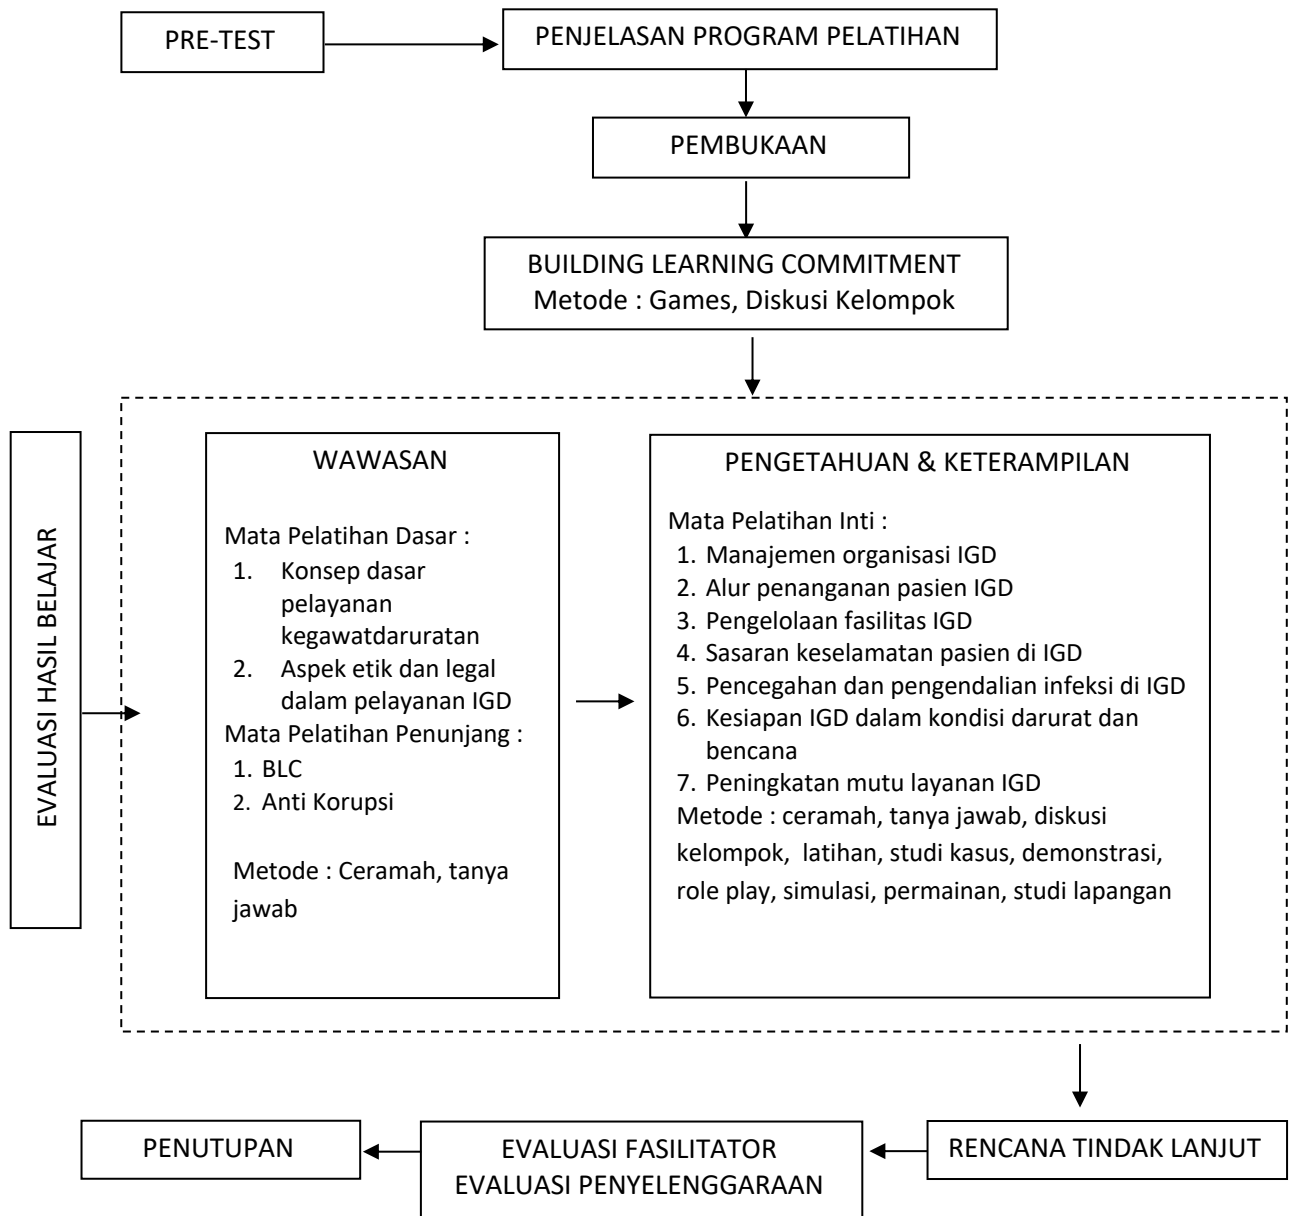 PRE-TEST
PENJELASAN PROGRAM PELATIHAN
PEMBUKAAN
BUILDING LEARNING COMMITMENT
Metode : Games, Diskusi Kelompok
EVALUASI HASIL BELAJAR
WAWASAN
Mata Pelatihan Dasar :
1. Konsep dasar
pelayanan
kegawatdaruratan
2. Aspek etik dan legal
dalam pelayanan IGD
Mata Pelatihan Penunjang :
1. BLC
2. Anti Korupsi
Metode : Ceramah, tanya
jawab
PENGETAHUAN & KETERAMPILAN
Mata Pelatihan Inti :
1. Manajemen organisasi IGD
2. Alur penanganan pasien IGD
3. Pengelolaan fasilitas IGD
4. Sasaran keselamatan pasien di IGD
5. Pencegahan dan pengendalian infeksi di IGD
6. Kesiapan IGD dalam kondisi darurat dan
bencana
7. Peningkatan mutu layanan IGD
Metode : ceramah, tanya jawab, diskusi
kelompok, latihan, studi kasus, demonstrasi,
role play, simulasi, permainan, studi lapangan
RENCANA TINDAK LANJUT
EVALUASI FASILITATOR
EVALUASI PENYELENGGARAAN
PENUTUPAN